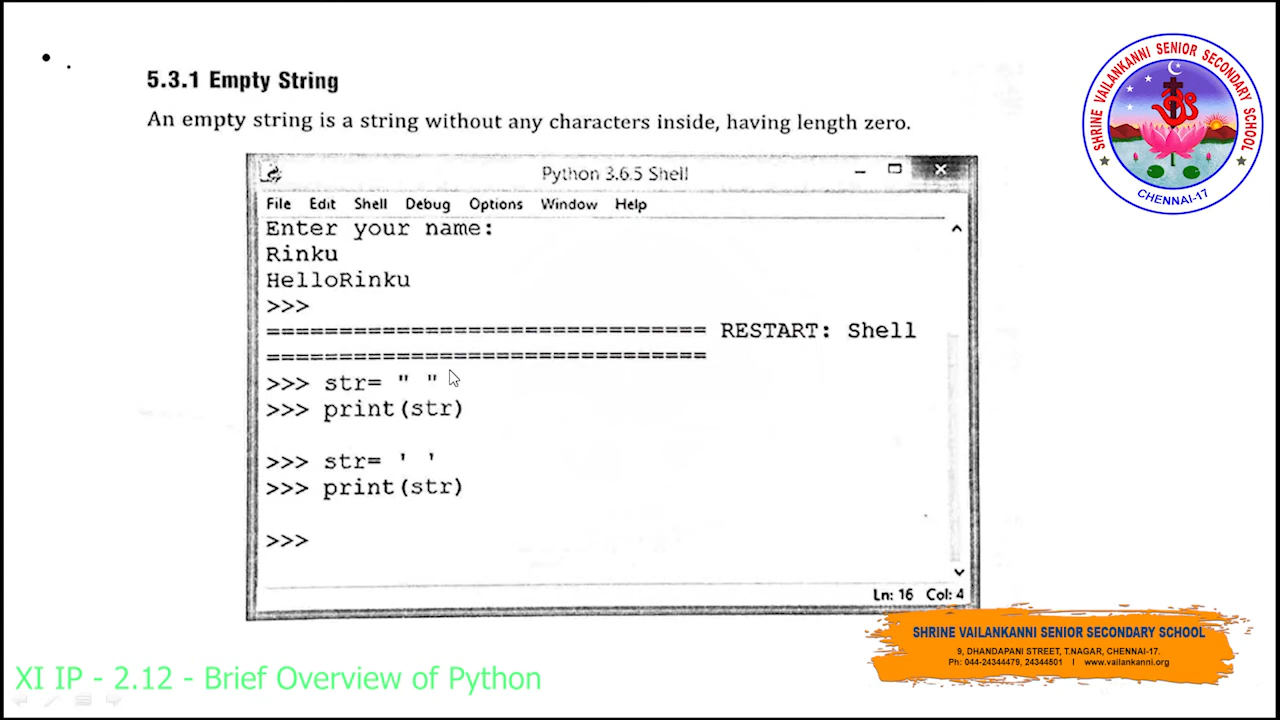 5.3.1 Empty String
An empty string is a string without any characters inside, having length zero.
Python 3.6.5 Shell
File Edit Shell Debug Options Window Help
Enter your name:
Rinku
HelloRinku
>>>
============================== RESTART: Shell
==============================
>>> str= " "
>>> print(str)
>>> str= ' '
>>> print(str)
>>>
Ln: 16 Col: 4
SHRINE VAILANKANNI SENIOR SECONDARY SCHOOL
CHENNAI-17
SHRINE VAILANKANNI SENIOR SECONDARY SCHOOL
9, DHANDAPANI STREET, T.NAGAR, CHENNAI-17.
Ph: 044-24344479, 24344501 I www.vailankanni.org
XI IP - 2.12 - Brief Overview of Python